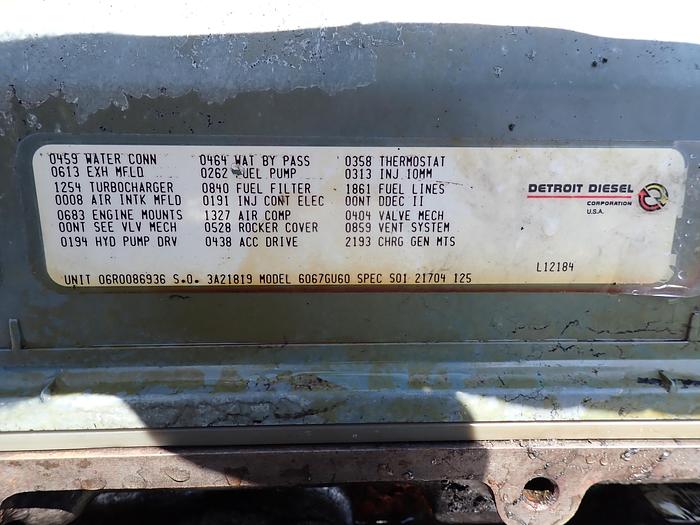 0459 WATER CONN 0464 WAT BY PASS 0358 THERMOSTAT
0613 EXH MFLD 0262 FUEL PUMP 0313 INJ 10MM
1254 TURBOCHARGER 0840 FUEL FILTER 1861 FUEL LINES
0008 AIR INTK MFLD 0191 INJ CONT ELEC 00NT DDEC II
0683 ENGINE MOUNTS 1327 AIR COMP 0404 VALVE MECH
00NT SEE VLV MECH 0528 ROCKER COVER 0859 VENT SYSTEM
0194 HYD PUMP DRV 0438 ACC DRIVE 2193 CHRG GEN MTS
DETROIT DIESEL
CORPORATION
U.S.A.
L12184
UNIT 06R0086936 S.O. 3A21819 MODEL 6067GU60 SPEC S01 21704 125